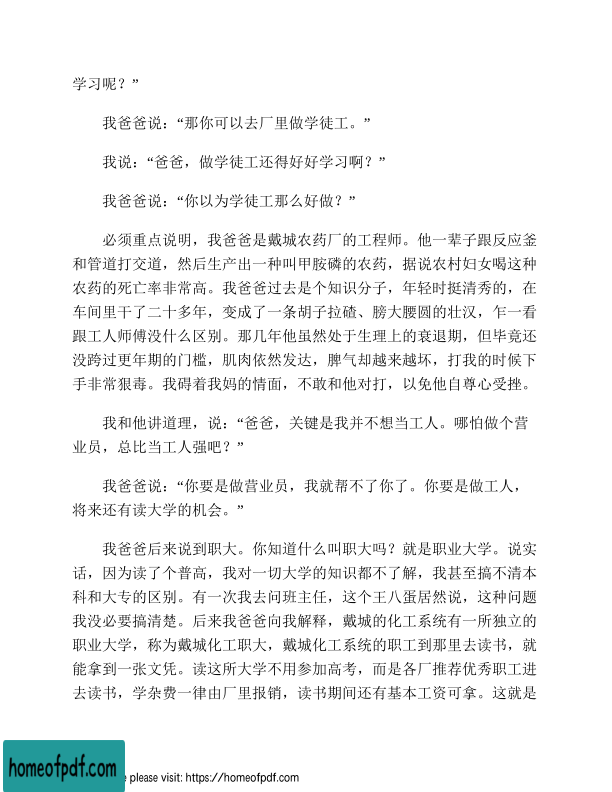 学习呢？”
我爸爸说：“那你可以去厂里做学徒工。”
我说：“爸爸，做学徒工还得好好学习啊？”
我爸爸说：“你以为学徒工那么好做？”
必须重点说明，我爸爸是戴城农药厂的工程师。他一辈子跟反应釜
和管道打交道，然后生产出一种叫甲胺磷的农药，据说农村妇女喝这种
农药的死亡率非常高。我爸爸过去是个知识分子，年轻时挺清秀的，在
车间里干了二十多年，变成了一条胡子拉碴、膀大腰圆的壮汉，乍一看
跟工人师傅没什么区别。那几年他虽然处于生理上的衰退期，但毕竟还
没跨过更年期的门槛，肌肉依然发达，脾气却越来越坏，打我的时候下
手非常狠毒。我碍着我妈的情面，不敢和他对打，以免他自尊心受挫。
我和他讲道理，说：“爸爸，关键是我并不想当工人。哪怕做个营
业员，总比当工人强吧？”
我爸爸说：“你要是做营业员，我就帮不了你了。你要是做工人，
将来还有读大学的机会。”
我爸爸后来说到职大。你知道什么叫职大吗？就是职业大学。说实
话，因为读了个普高，我对一切大学的知识都不了解，我甚至搞不清本
科和大专的区别。有一次我去问班主任，这个王八蛋居然说，这种问题
我没必要搞清楚。后来我爸爸向我解释，戴城的化工系统有一所独立的
职业大学，称为戴城化工职大，戴城化工系统的职工到那里去读书，就
能拿到一张文凭。读这所大学不用参加高考，而是各厂推荐优秀职工进
去读书，学杂费一律由厂里报销，读书期间还有基本工资可拿。这就是
homeofpdf.com
e please visit: https://homeofpdf.com